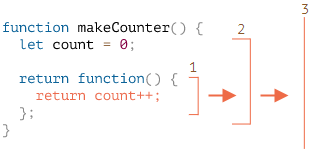 3
function makeCounter() { 2
  let count = 0;
  return function() { 1
    return count++;
  };
}